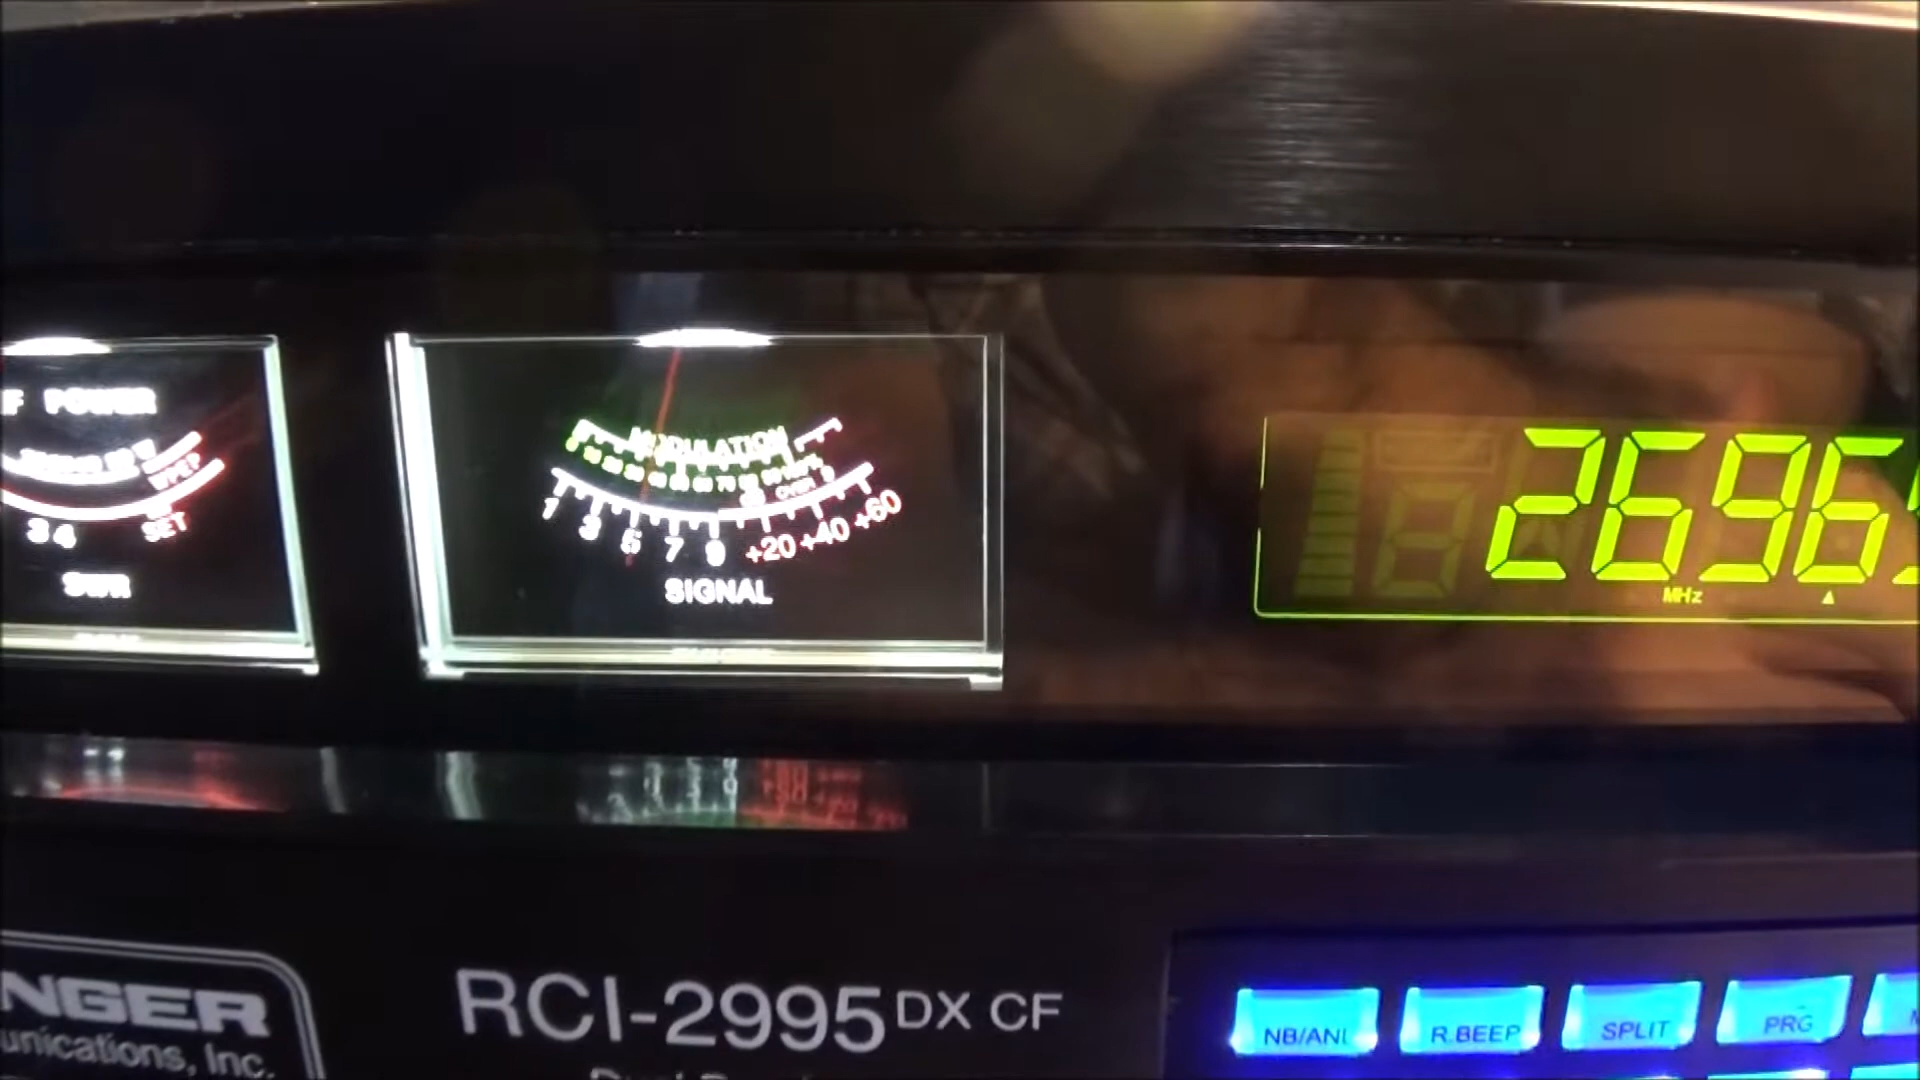 POWER
3 4
SET
SWR
MODULATION
1 3 5 7 9 +20 +40 +60
SIGNAL
2696
MHz
NGER
unications, Inc.
RCI-2995 DX CF
NB/ANL
R.BEEP
SPLIT
PRG